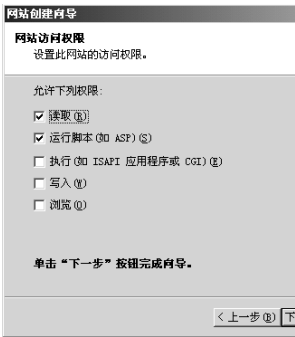 网站创建向导
网站访问权限
设置此网站的访问权限。
允许下列权限:
读取(R)
运行脚本(如 ASP)(S)
执行(如 ISAPI 应用程序或 CGI)(E)
写入(W)
浏览(O)
单击“下一步”按钮完成向导。
< 上一步(B) 下